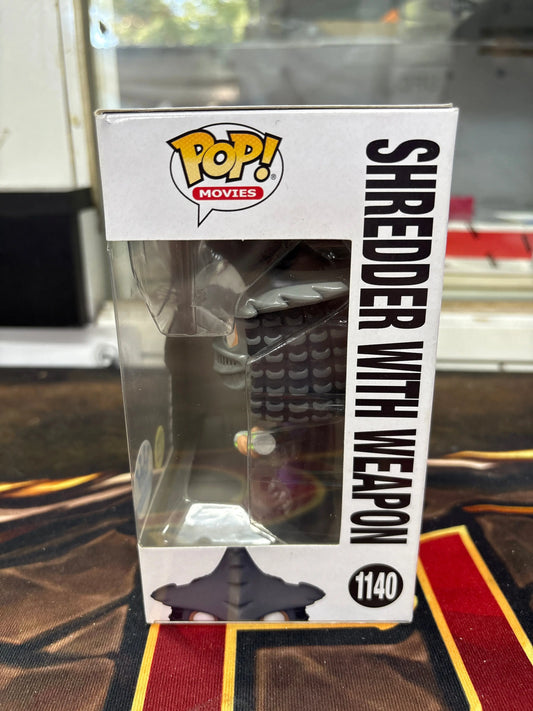 POP!
MOVIES
SHREDDER WITH WEAPON
1140